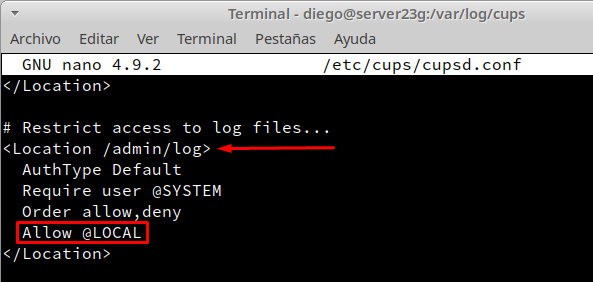 Terminal - diego@server23g:/var/log/cups
Archivo Editar Ver Terminal Pestañas Ayuda
GNU nano 4.9.2 /etc/cups/cupsd.conf
</Location>
# Restrict access to log files...
<Location /admin/log>
AuthType Default
Require user @SYSTEM
Order allow,deny
Allow @LOCAL
</Location>